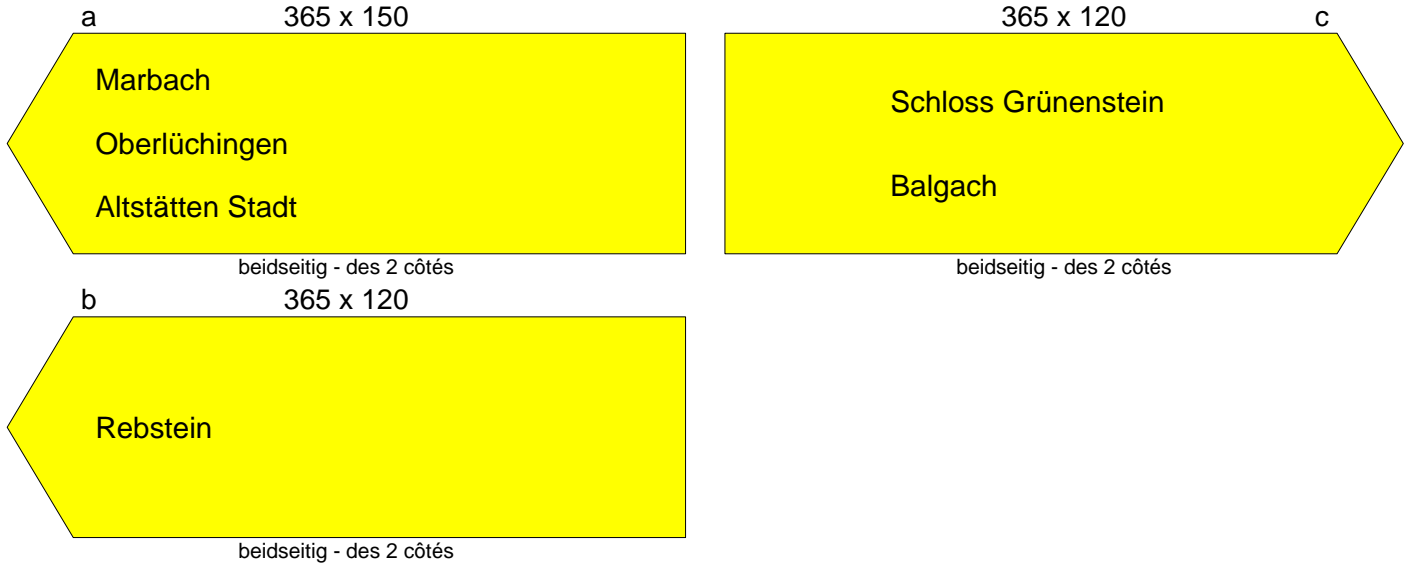 a 365 x 150
Marbach
Oberlüchingen
Altstätten Stadt
beidseitig - des 2 côtés
365 x 120 c
Schloss Grünenstein
Balgach
beidseitig - des 2 côtés
b 365 x 120
Rebstein
beidseitig - des 2 côtés